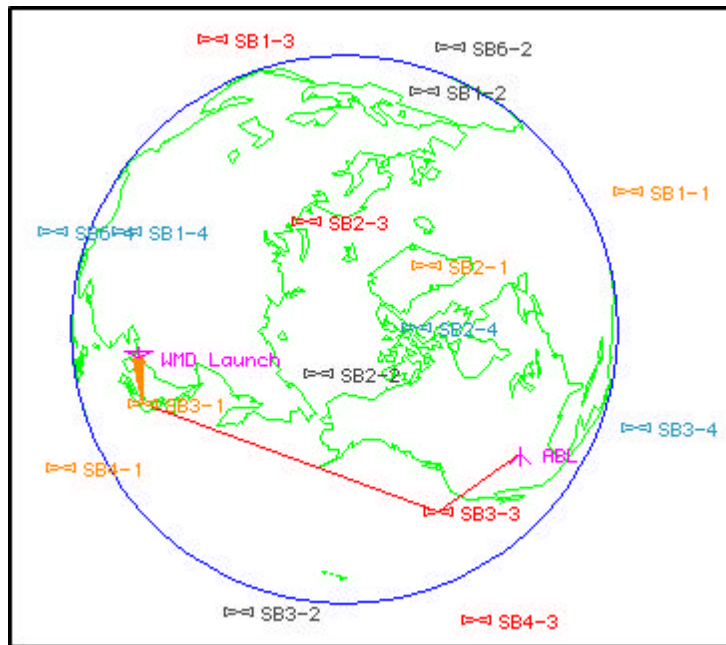 SB1-3
SB6-2
SB1-2
SB1-1
SB2-3
SB6-4
SB1-4
SB2-1
SB2-4
WMD Launch
SB2-2
SB3-1
SB3-4
ABL
SB4-1
SB3-3
SB3-2
SB4-3